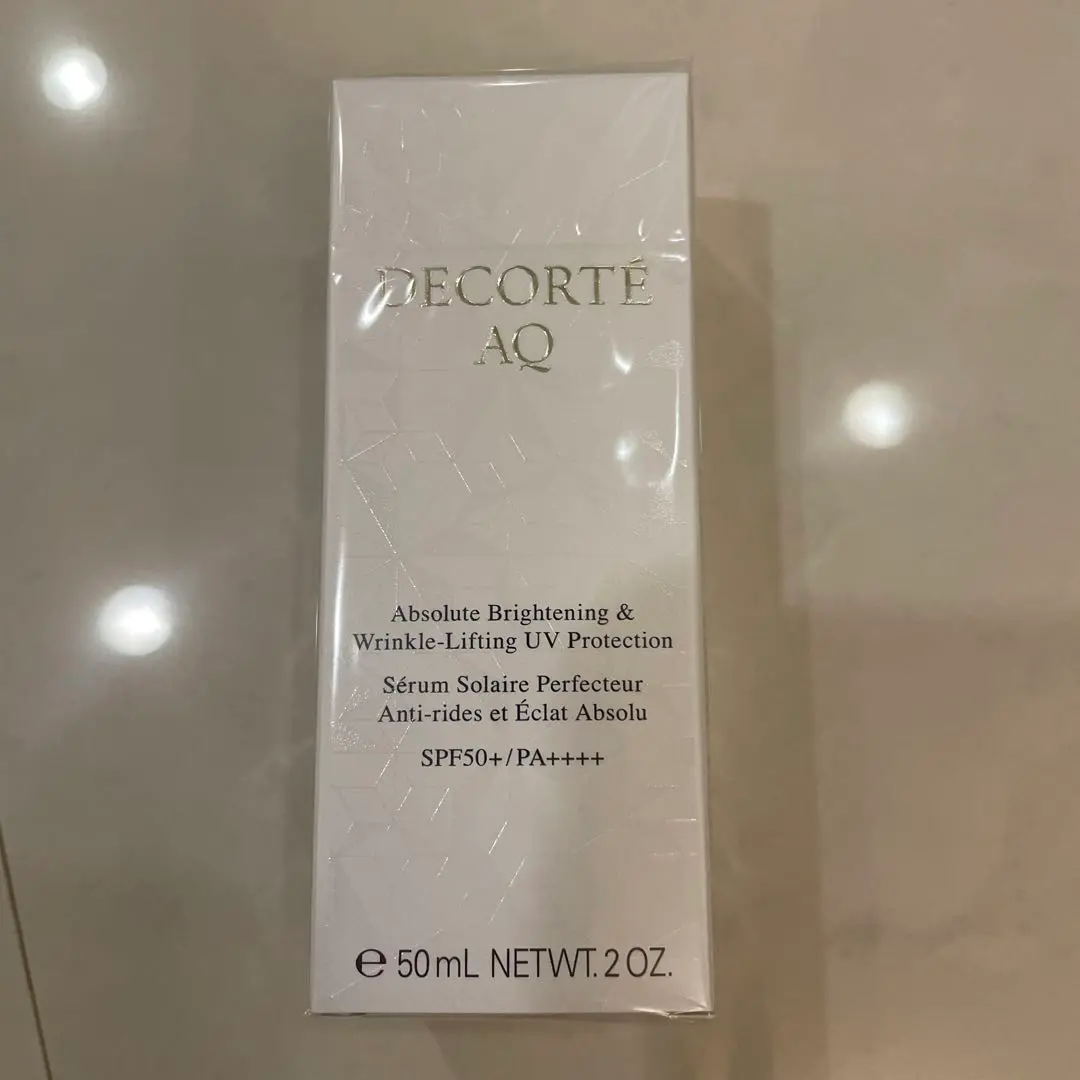 DECORTÉ
AQ
Absolute Brightening &
Wrinkle-Lifting UV Protection
Sérum Solaire Perfecteur
Anti-rides et Éclat Absolu
SPF50+/PA++++
℮ 50mL NETWT. 2 OZ.